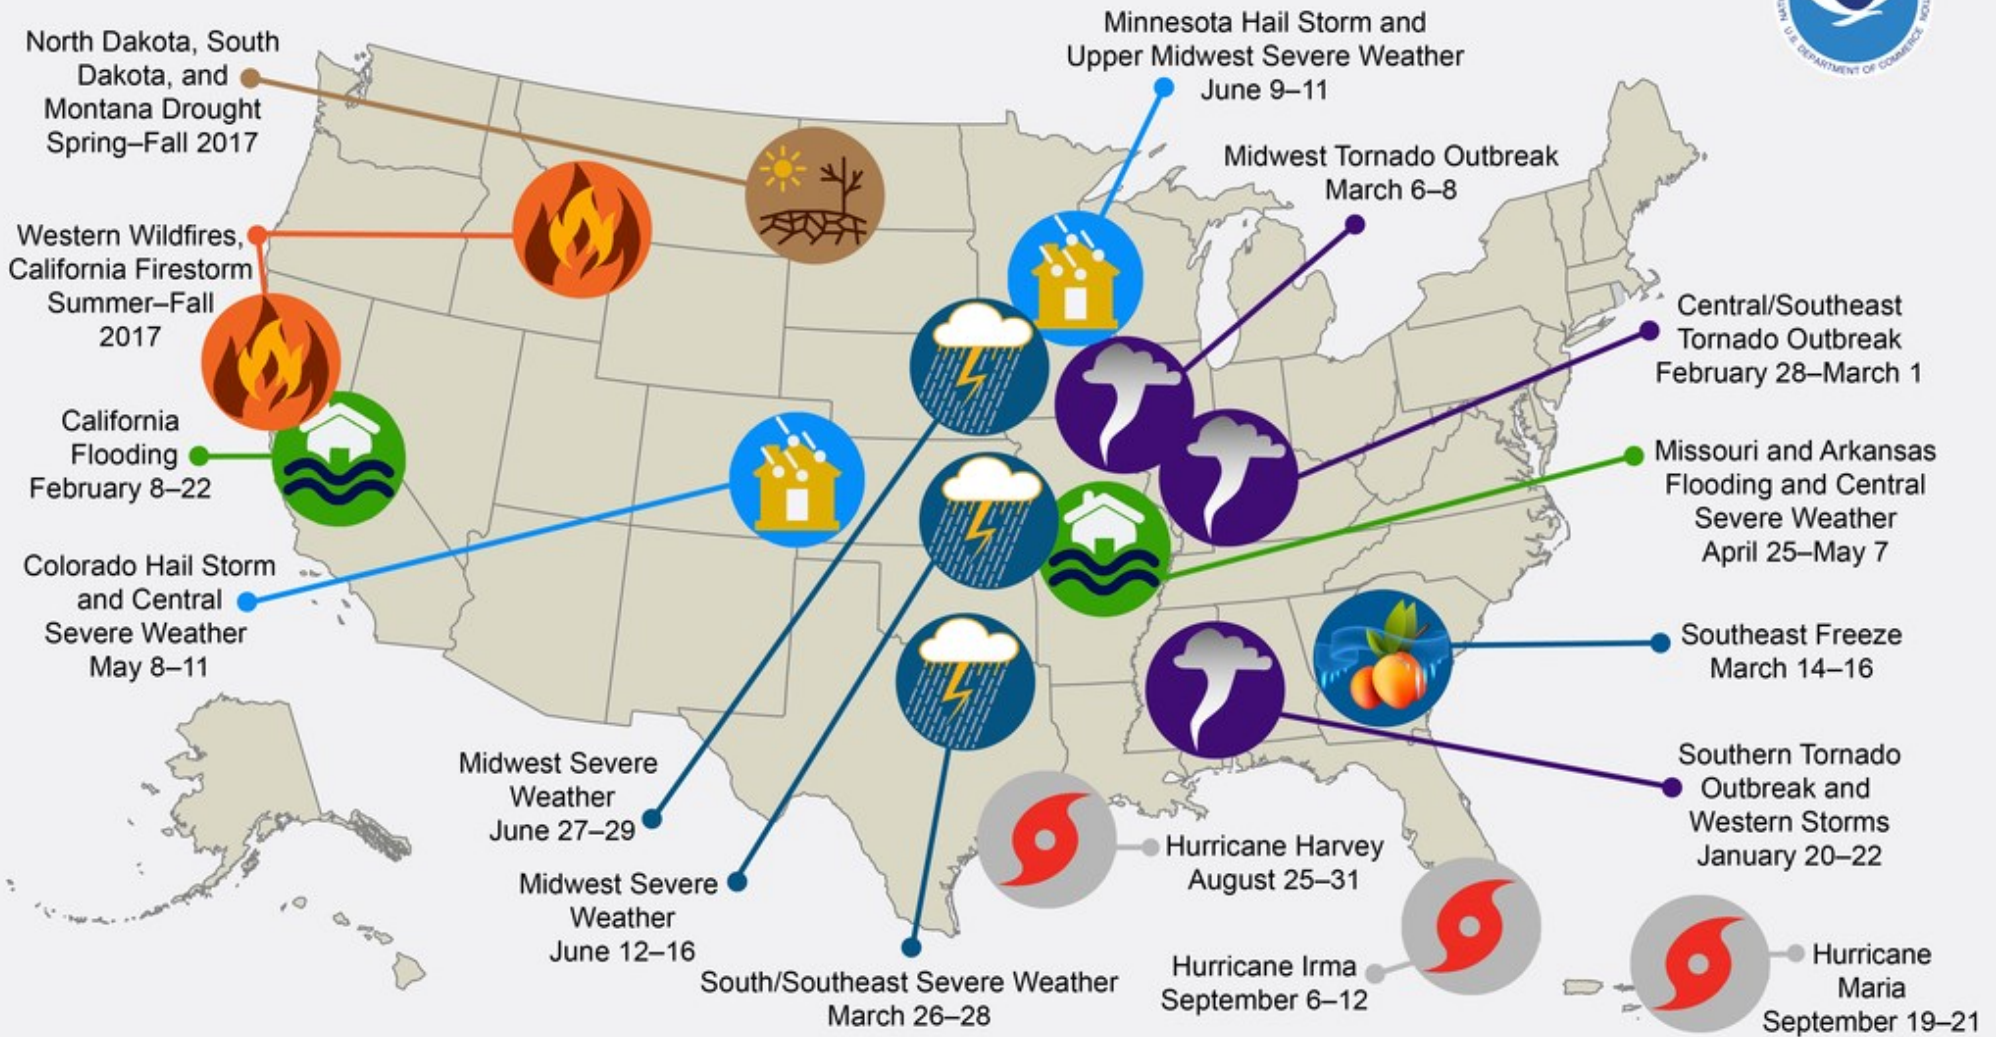 North Dakota, South
Dakota, and
Montana Drought
Spring–Fall 2017
Minnesota Hail Storm and
Upper Midwest Severe Weather
June 9–11
U.S. DEPARTMENT OF COMMERCE
Midwest Tornado Outbreak
March 6–8
Western Wildfires,
California Firestorm
Summer–Fall
2017
Central/Southeast
Tornado Outbreak
February 28–March 1
California
Flooding
February 8–22
Missouri and Arkansas
Flooding and Central
Severe Weather
April 25–May 7
Colorado Hail Storm
and Central
Severe Weather
May 8–11
Southeast Freeze
March 14–16
Southern Tornado
Outbreak and
Western Storms
January 20–22
Midwest Severe
Weather
June 27–29
Midwest Severe
Weather
June 12–16
South/Southeast Severe Weather
March 26–28
Hurricane Harvey
August 25–31
Hurricane Irma
September 6–12
Hurricane
Maria
September 19–21